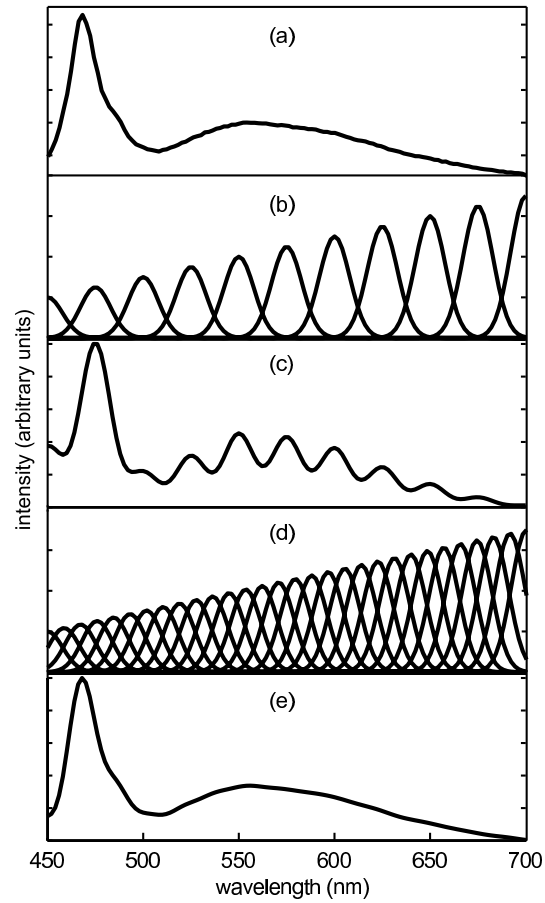 (a)
(b)
(c)
(d)
(e)
intensity (arbitrary units)
450 500 550 600 650 700
wavelength (nm)